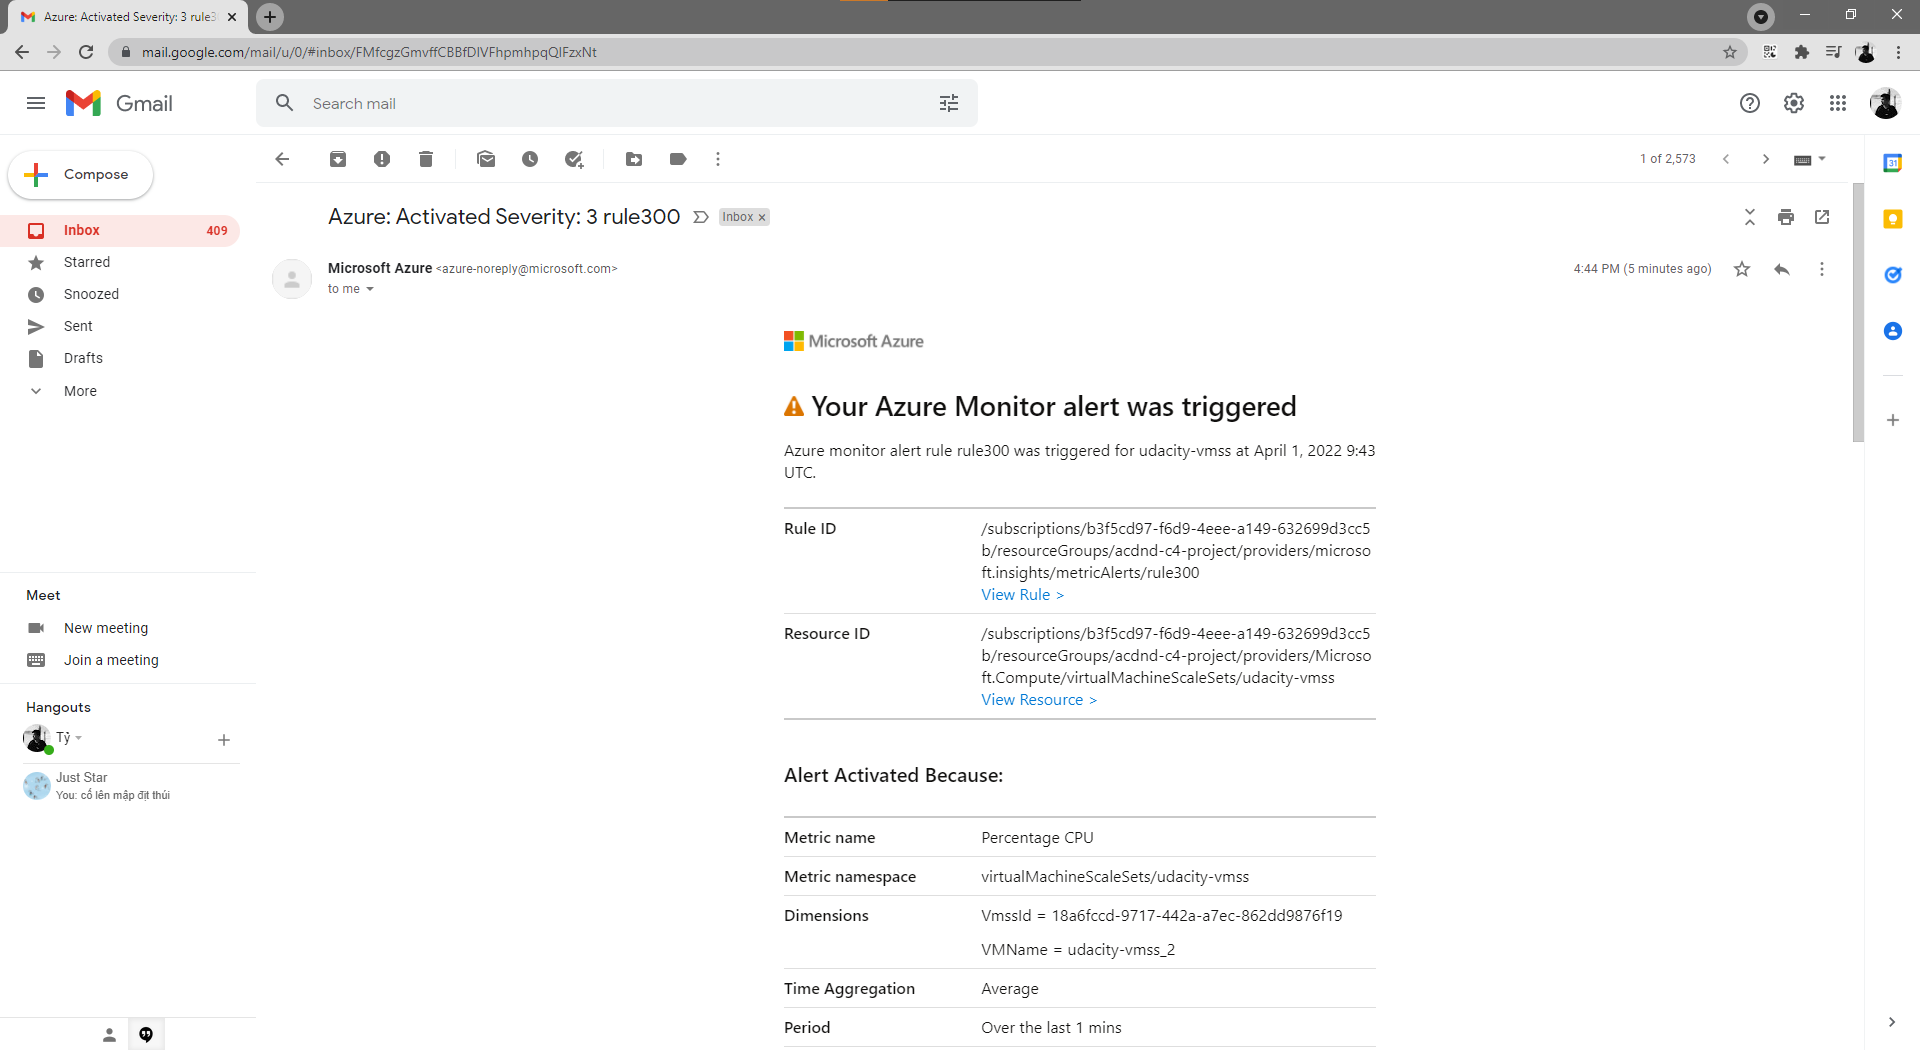 Azure: Activated Severity: 3 rule3
mail.google.com/mail/u/0/#inbox/FMfcgzGmvffCBBfDlVFhpmhpqQlFzxNt
Gmail
Search mail
Compose
1 of 2,573
Inbox 409
Starred
Snoozed
Sent
Drafts
More
Meet
New meeting
Join a meeting
Hangouts
Tỷ
Just Star
You: cố lên mập địt thúi
Azure: Activated Severity: 3 rule300 Inbox x
Microsoft Azure <azure-noreply@microsoft.com>
4:44 PM (5 minutes ago)
to me
Microsoft Azure
Your Azure Monitor alert was triggered
Azure monitor alert rule rule300 was triggered for udacity-vmss at April 1, 2022 9:43
UTC.
Rule ID /subscriptions/b3f5cd97-f6d9-4eee-a149-632699d3cc5
b/resourceGroups/acdnd-c4-project/providers/microso
ft.insights/metricAlerts/rule300
View Rule >
Resource ID /subscriptions/b3f5cd97-f6d9-4eee-a149-632699d3cc5
b/resourceGroups/acdnd-c4-project/providers/Microso
ft.Compute/virtualMachineScaleSets/udacity-vmss
View Resource >
Alert Activated Because:
Metric name Percentage CPU
Metric namespace virtualMachineScaleSets/udacity-vmss
Dimensions VmssId = 18a6fccd-9717-442a-a7ec-862dd9876f19
VMName = udacity-vmss_2
Time Aggregation Average
Period Over the last 1 mins
31